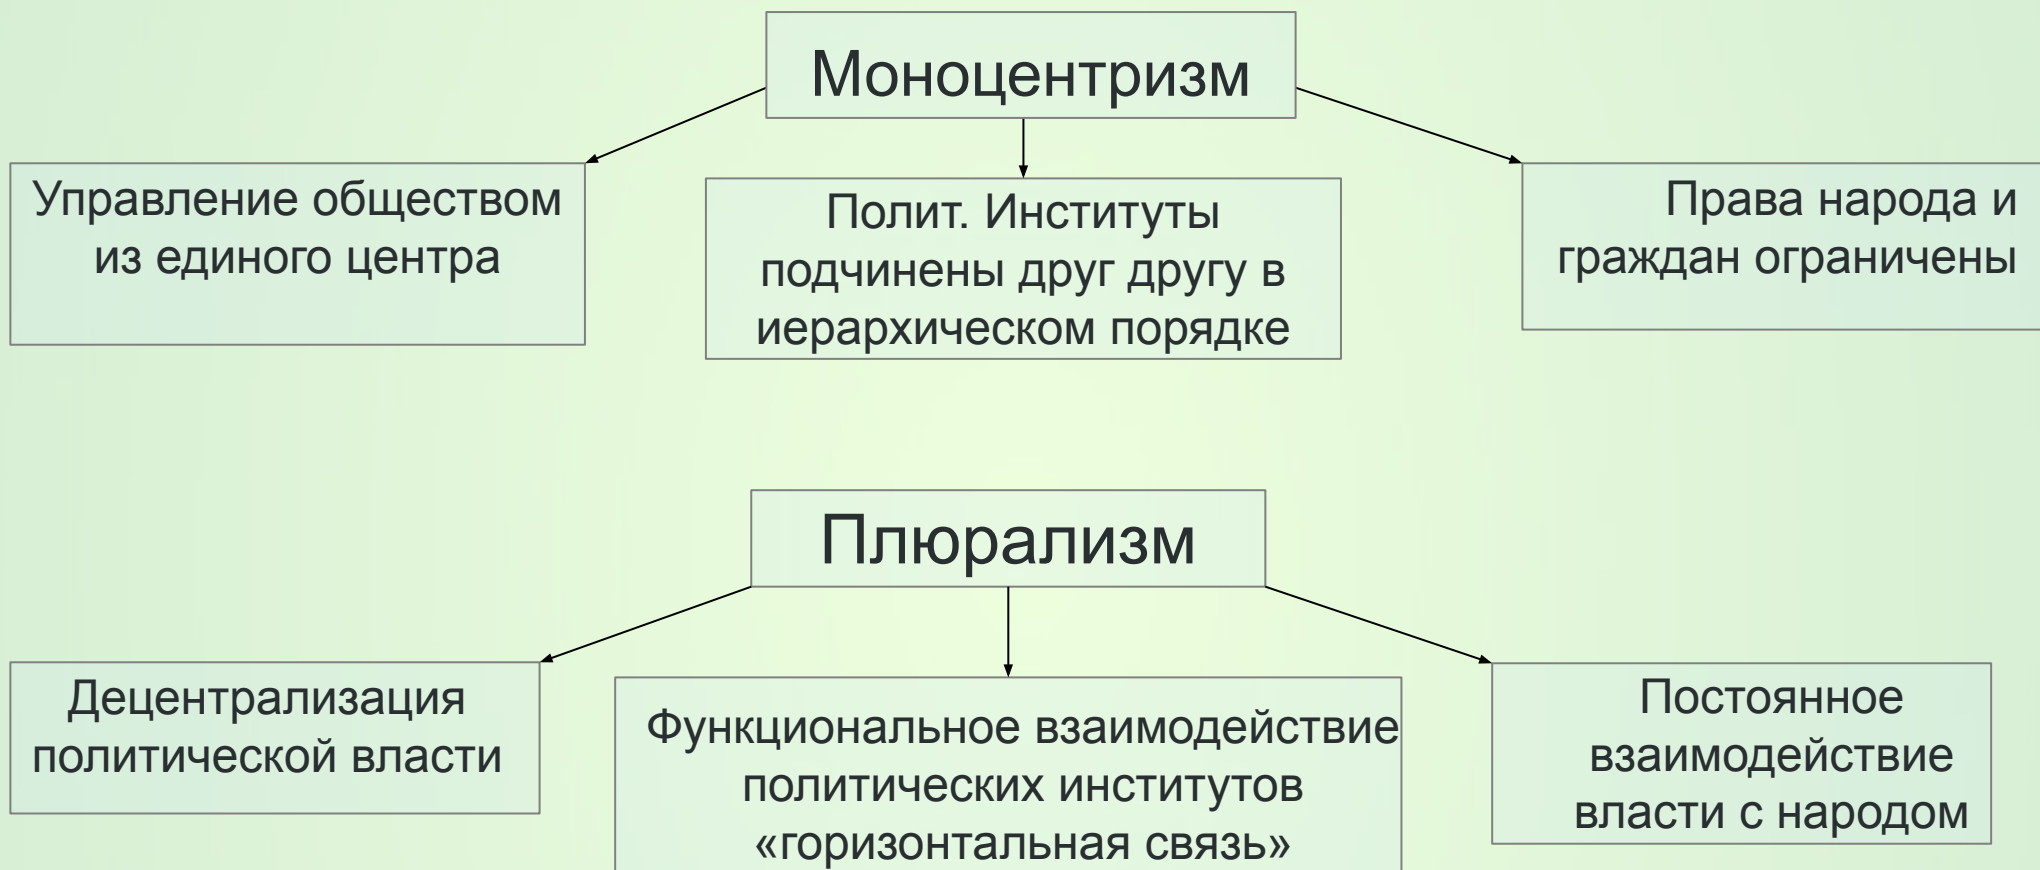 Моноцентризм
Управление обществом
из единого центра
Полит. Институты
подчинены друг другу в
иерархическом порядке
Права народа и
граждан ограничены
Плюрализм
Децентрализация
политической власти
Функциональное взаимодействие
политических институтов
«горизонтальная связь»
Постоянное
взаимодействие
власти с народом